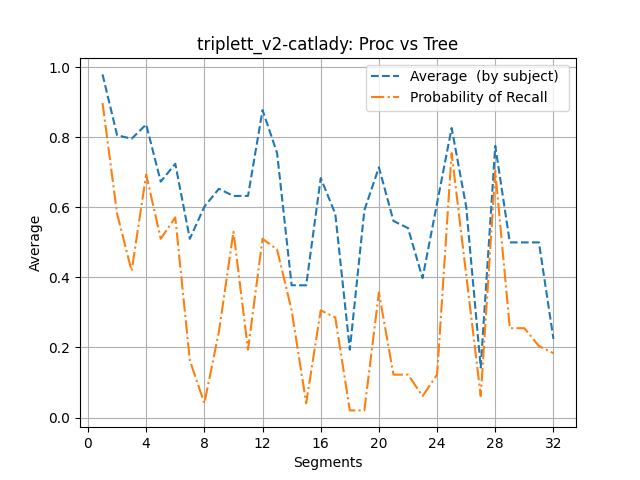 triplett_v2-catlady: Proc vs Tree
Average  (by subject)
Probability of Recall
Average
1.0
0.8
0.6
0.4
0.2
0.0
0 4 8 12 16 20 24 28 32
Segments